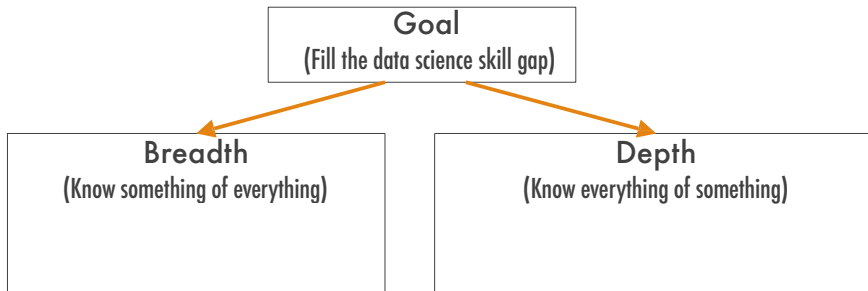 Goal
(Fill the data science skill gap)
Breadth
(Know something of everything)
Depth
(Know everything of something)